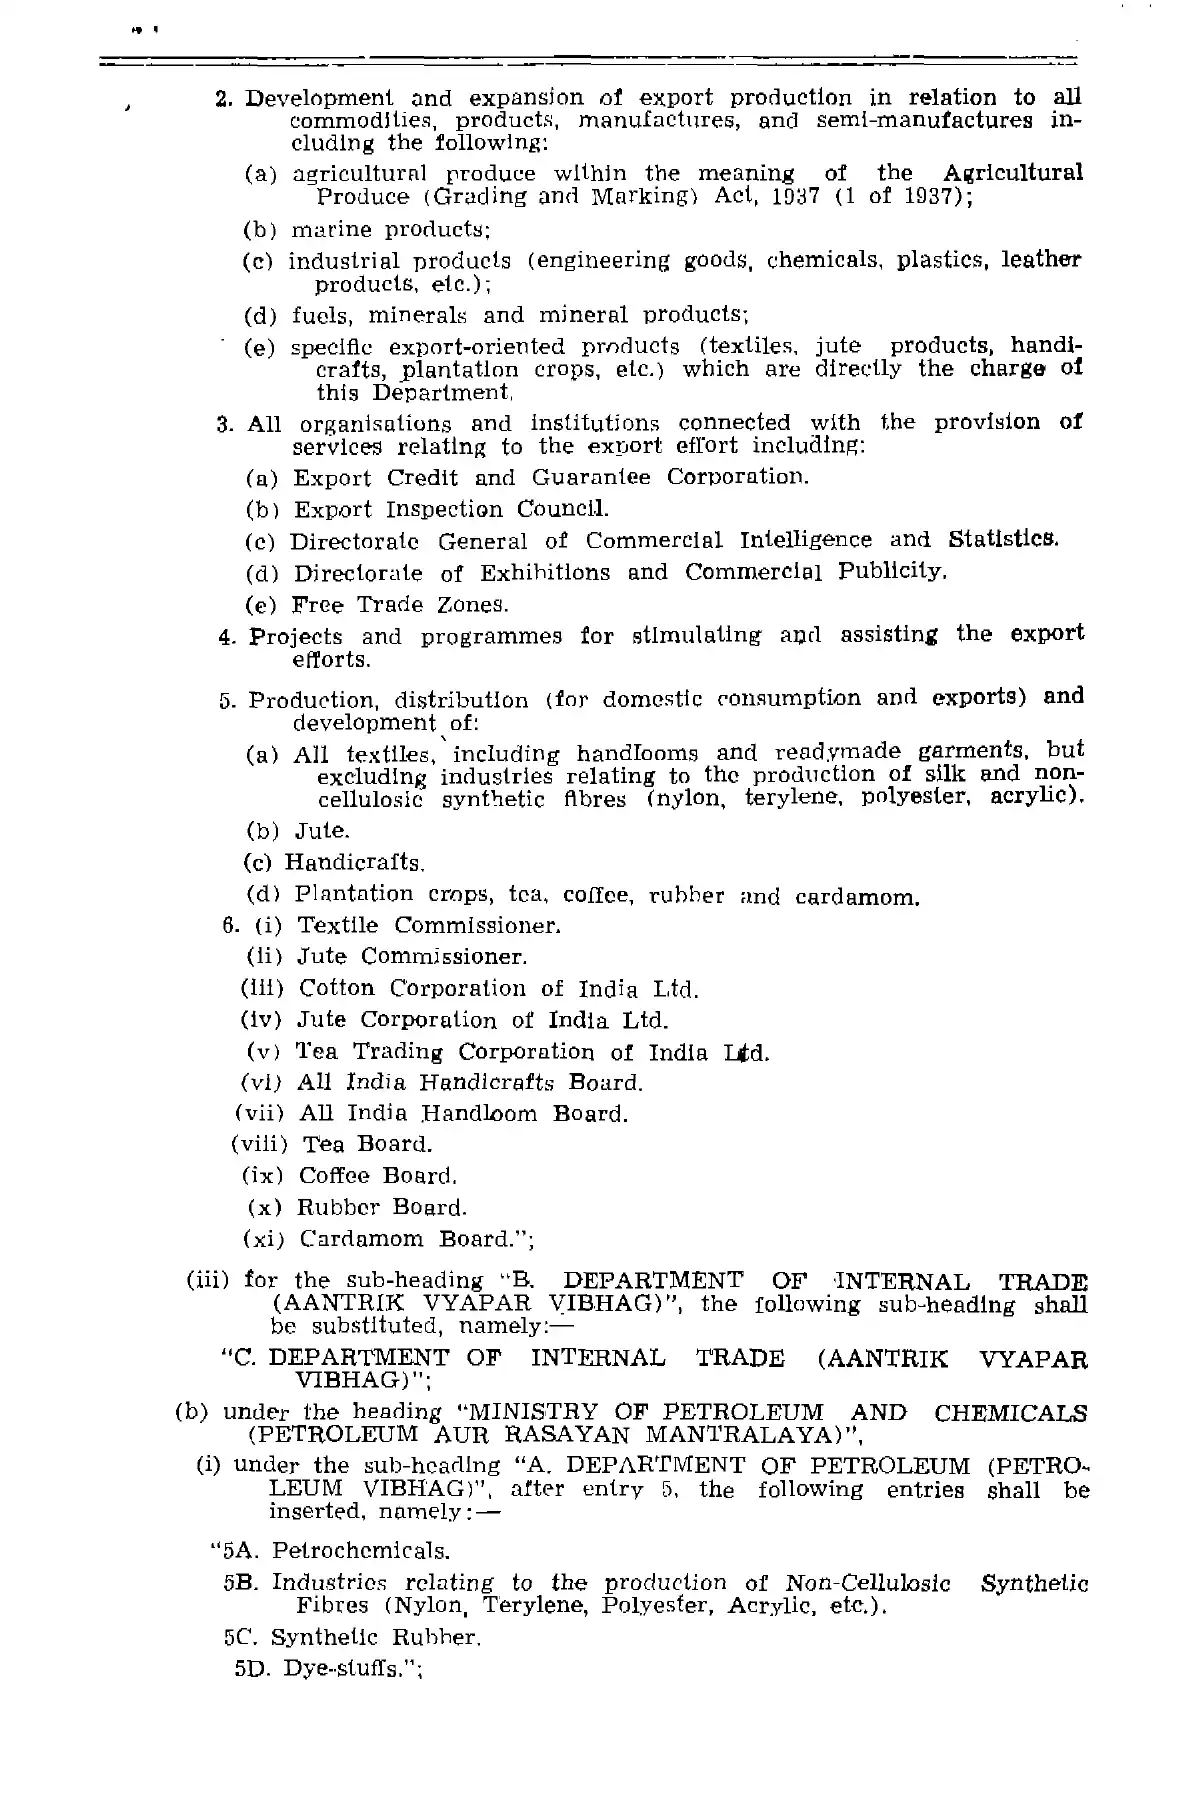 2. Development and expansion of export production in relation to all
commodities, products, manufactures, and semi-manufactures in-
cluding the following:
(a) agricultural produce within the meaning of the Agricultural
Produce (Grading and Marking) Act, 1937 (1 of 1937);
(b) marine products;
(c) industrial products (engineering goods, chemicals, plastics, leather
products, etc.);
(d) fuels, minerals and mineral products;
(e) specific export-oriented products (textiles, jute products, handi-
crafts, plantation crops, etc.) which are directly the charge of
this Department.
3. All organisations and institutions connected with the provision of
services relating to the export effort including:
(a) Export Credit and Guarantee Corporation.
(b) Export Inspection Council.
(c) Directorate General of Commercial Intelligence and Statistics.
(d) Directorate of Exhibitions and Commercial Publicity.
(e) Free Trade Zones.
4. Projects and programmes for stimulating and assisting the export
efforts.
5. Production, distribution (for domestic consumption and exports) and
development of:
(a) All textiles, including handlooms and readymade garments, but
excluding industries relating to the production of silk and non-
cellulosic synthetic fibres (nylon, terylene, polyester, acrylic).
(b) Jute.
(c) Handicrafts.
(d) Plantation crops, tea, coffee, rubber and cardamom.
6. (i) Textile Commissioner.
(ii) Jute Commissioner.
(iii) Cotton Corporation of India Ltd.
(iv) Jute Corporation of India Ltd.
(v) Tea Trading Corporation of India Ltd.
(vi) All India Handicrafts Board.
(vii) All India Handloom Board.
(viii) Tea Board.
(ix) Coffee Board.
(x) Rubber Board.
(xi) Cardamom Board.";
(iii) for the sub-heading "B. DEPARTMENT OF INTERNAL TRADE
(AANTRIK VYAPAR VIBHAG)", the following sub-heading shall
be substituted, namely:—
"C. DEPARTMENT OF INTERNAL TRADE (AANTRIK VYAPAR
VIBHAG)";
(b) under the heading "MINISTRY OF PETROLEUM AND CHEMICALS
(PETROLEUM AUR RASAYAN MANTRALAYA)",
(i) under the sub-heading "A. DEPARTMENT OF PETROLEUM (PETRO-
LEUM VIBHAG)", after entry 5, the following entries shall be
inserted, namely:—
"5A. Petrochemicals.
5B. Industries relating to the production of Non-Cellulosic Synthetic
Fibres (Nylon, Terylene, Polyester, Acrylic, etc.).
5C. Synthetic Rubber.
5D. Dye-stuffs.";